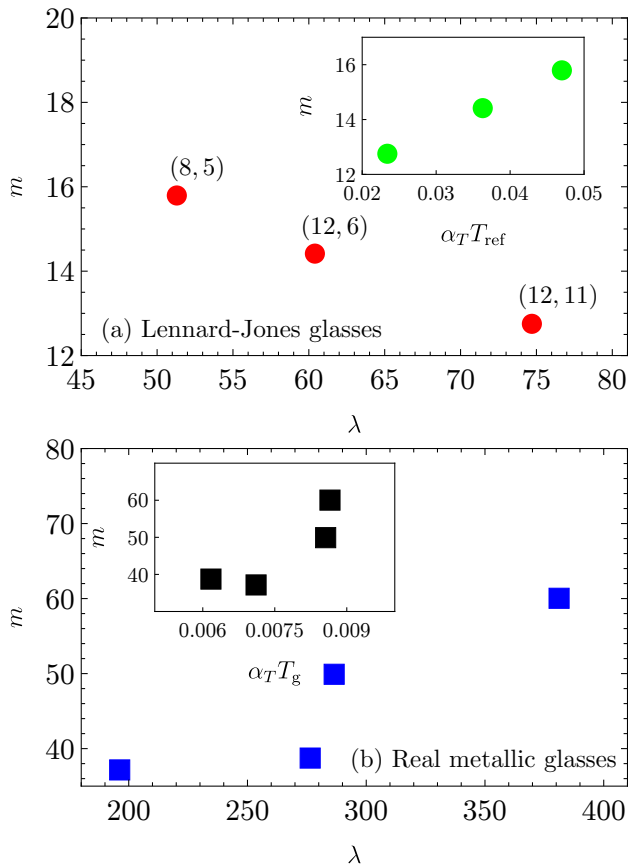 20
18
16
14
12
m
45 50 55 60 65 70 75 80
λ
(8, 5)
(12, 6)
(12, 11)
(a) Lennard-Jones glasses
16
14
12
m
0.02 0.03 0.04 0.05
α_T T_ref
80
70
60
50
40
m
200 250 300 350 400
λ
(b) Real metallic glasses
60
50
40
m
0.006 0.0075 0.009
α_T T_g